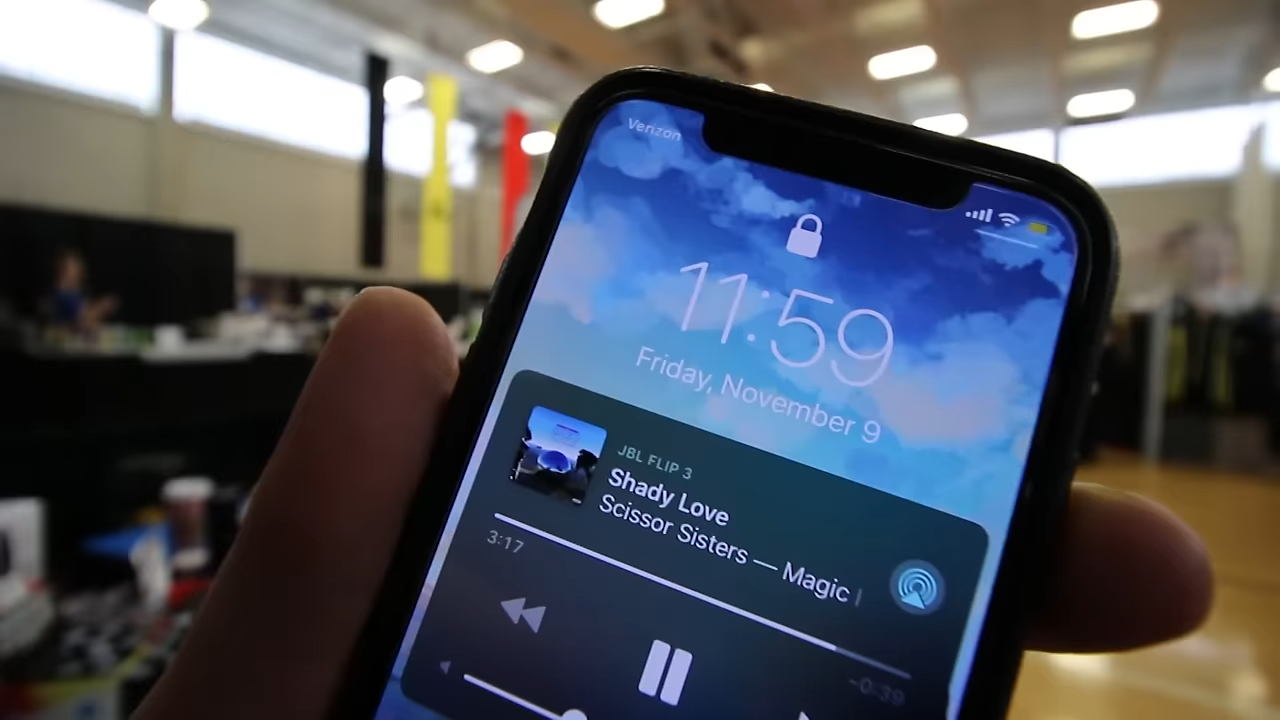 Verizon
11:59
Friday, November 9
JBL FLIP 3
Shady Love
Scissor Sisters — Magic
3:17
-0:39